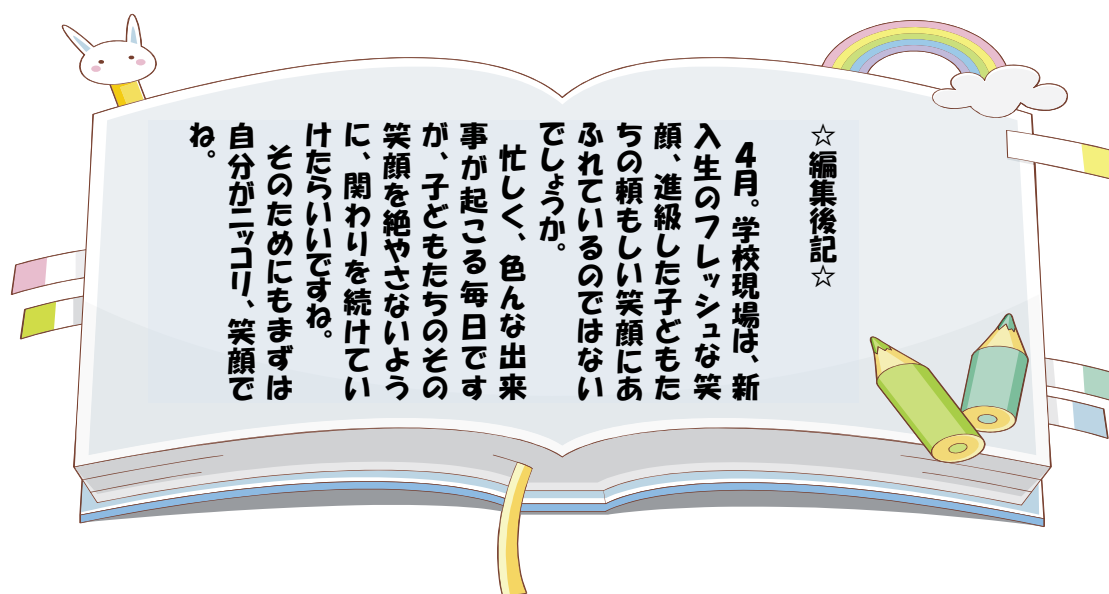 ☆編集後記☆
４月。学校現場は、新
入生のフレッシュな笑
顔、進級した子どもた
ちの頼もしい笑顔にあ
ふれているのではない
でしょうか。
忙しく、色んな出来
事が起こる毎日です
が、子どもたちのその
笑顔を絶やさないよう
に、関わりを続けてい
けたらいいですね。
そのためにもまずは
自分がニッコリ、笑顔で
ね。